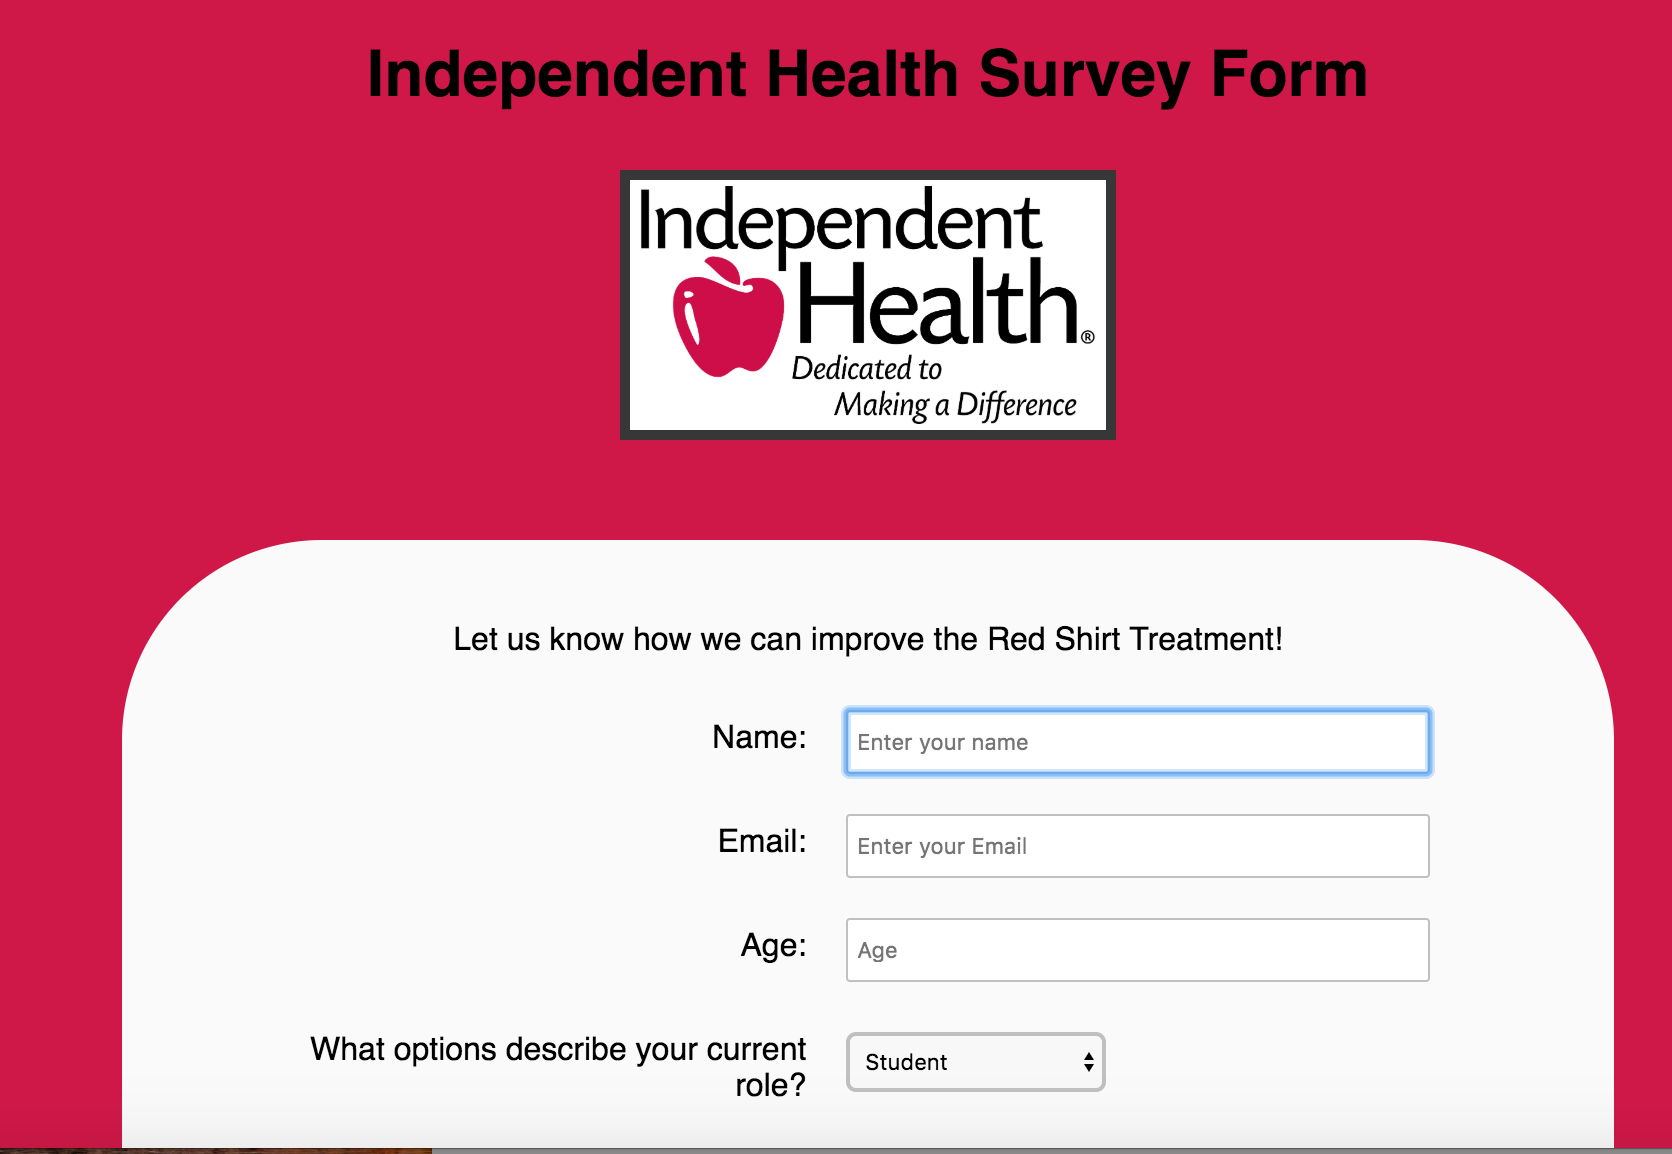 Independent Health Survey Form
Independent
Health®
Dedicated to
Making a Difference
Let us know how we can improve the Red Shirt Treatment!
Name: Enter your name
Email: Enter your Email
Age: Age
What options describe your current
role?
Student